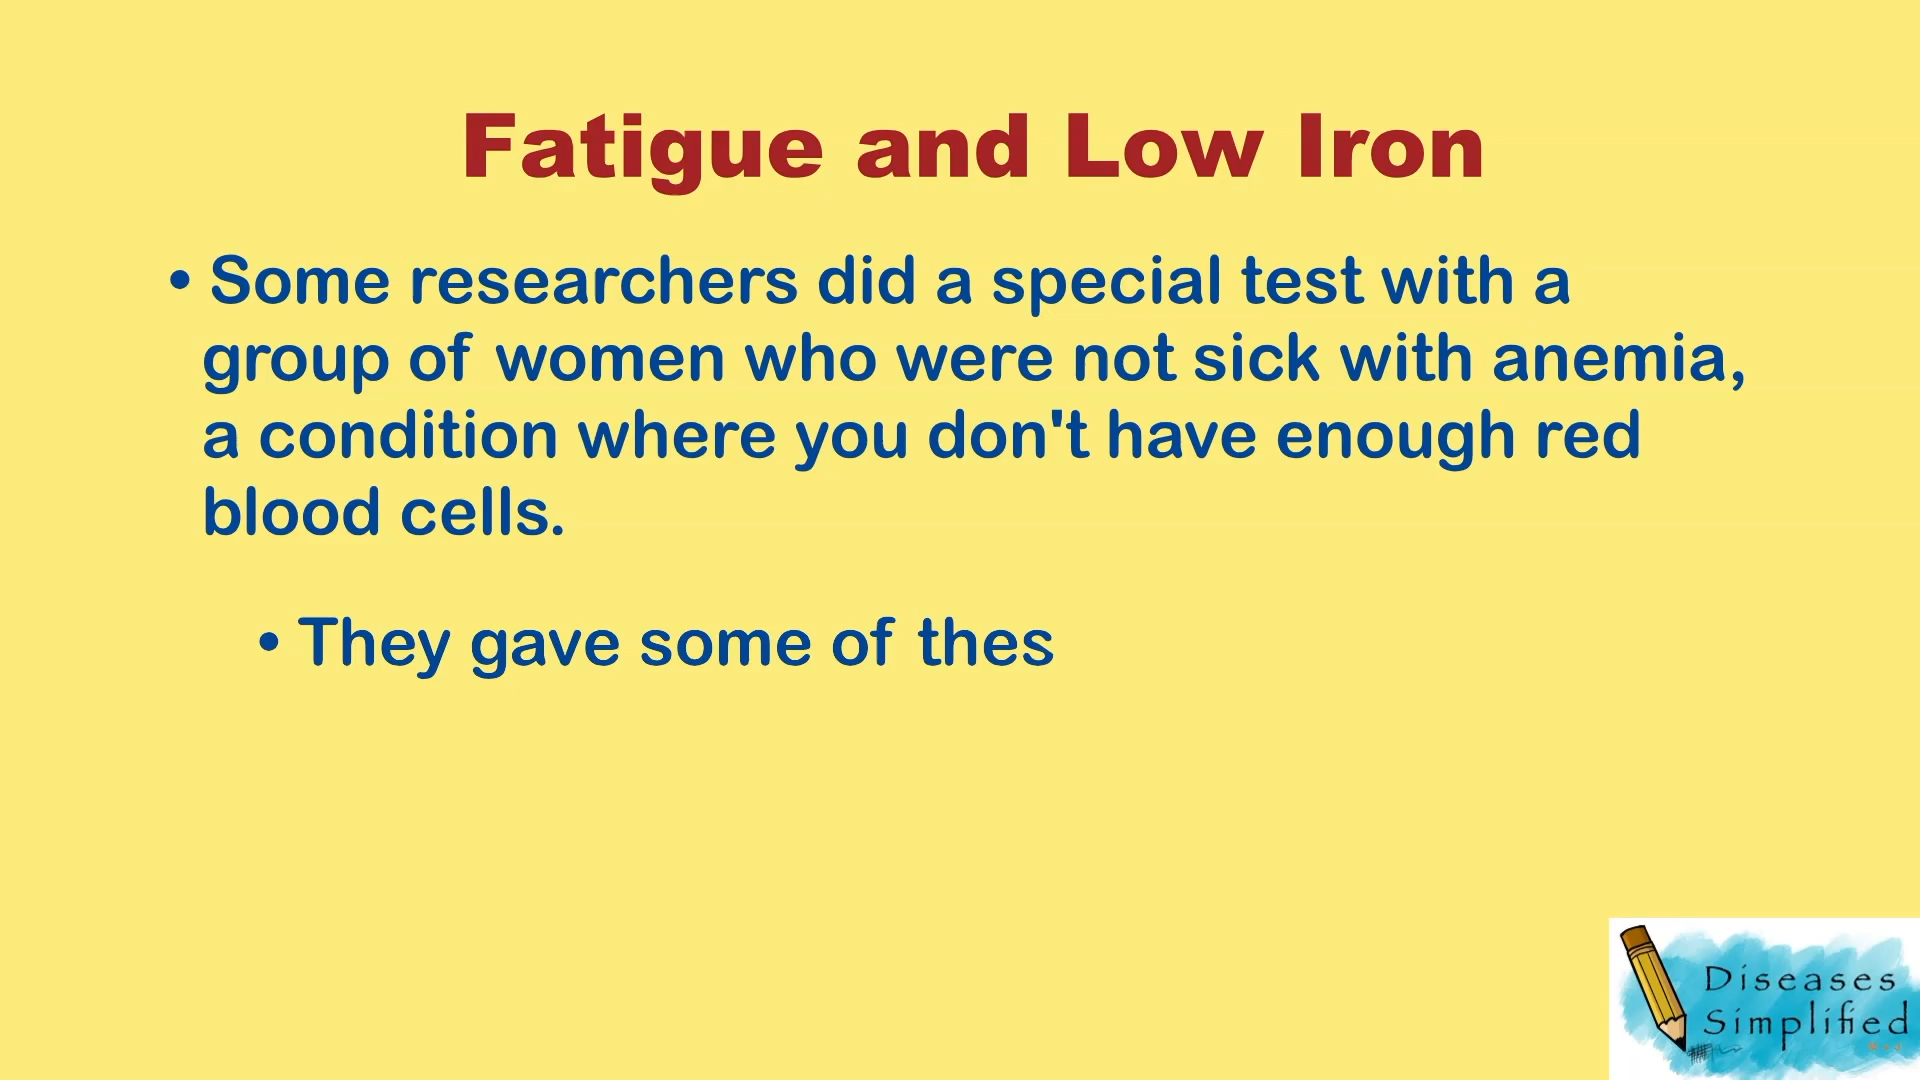 Fatigue and Low Iron
• Some researchers did a special test with a
group of women who were not sick with anemia,
a condition where you don't have enough red
blood cells.
• They gave some of thes
Diseases
Simplified